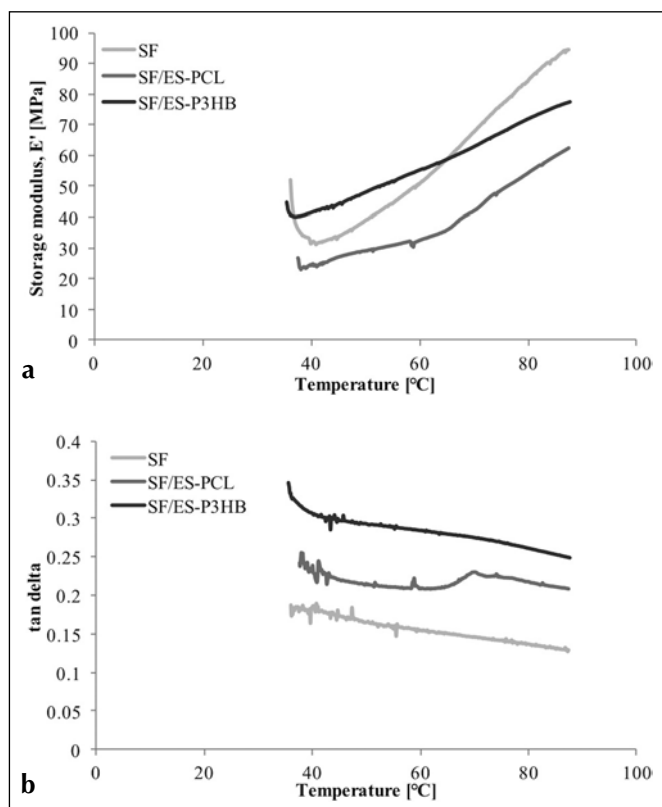 SF
SF/ES-PCL
SF/ES-P3HB
Storage modulus, E' [MPa]
100
90
80
70
60
50
40
30
20
10
0
0 20 40 60 80 100
Temperature [°C]
a
SF
SF/ES-PCL
SF/ES-P3HB
tan delta
0.4
0.35
0.3
0.25
0.2
0.15
0.1
0.05
0
0 20 40 60 80 100
Temperature [°C]
b